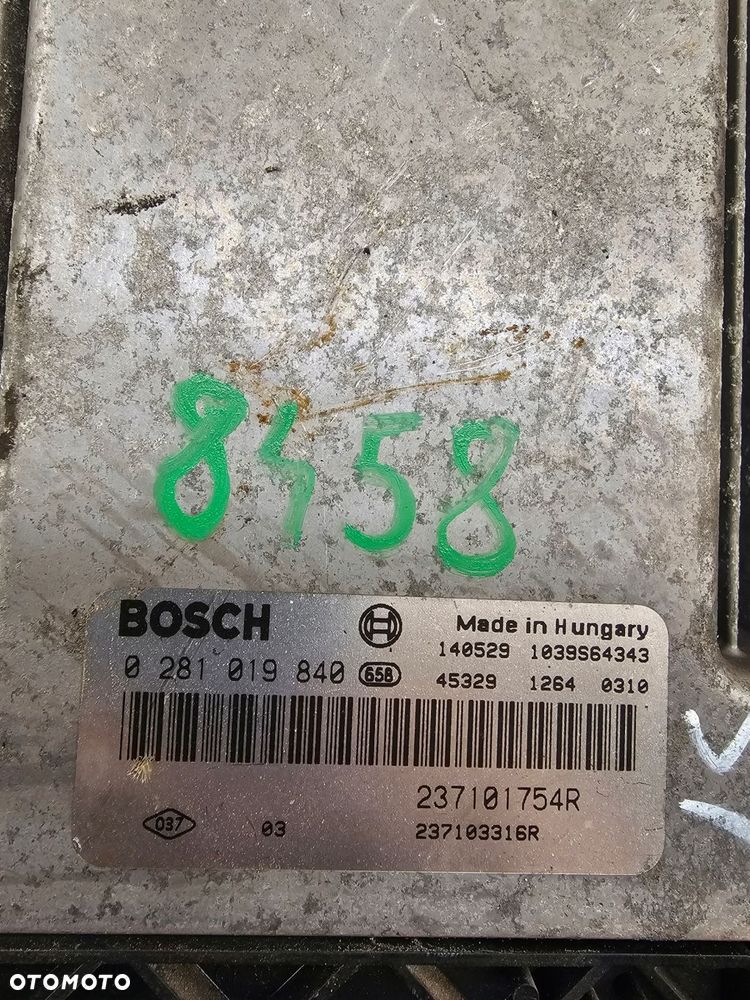 8458
BOSCH
Made in Hungary
140529 1039S64343
0 281 019 840 658
45329 1264 0310
237101754R
037 03 237103316R
OTOMOTO